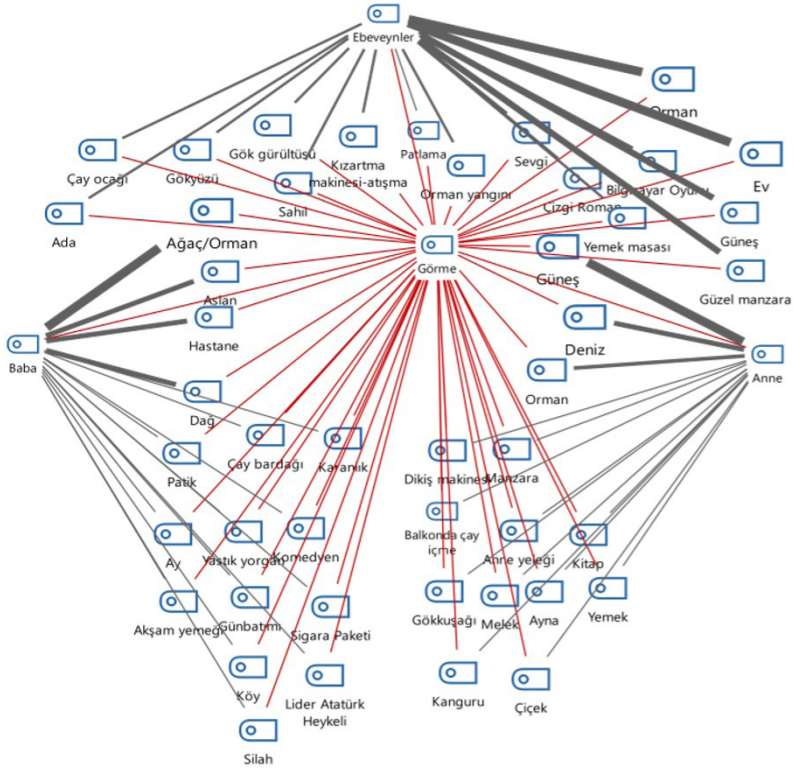 Ebeveynler
Orman
Gök gürültüsü
Patlama
Sevgi
Çay ocağı
Gökyüzü
Kızartma
makinesi-atışma
Orman yangını
Bilgisayar Oyunu
Ev
Sahil
Çizgi Roman
Ada
Ağaç/Orman
Görme
Yemek masası
Güneş
Güneş
Aslan
Güzel manzara
Hastane
Deniz
Baba
Anne
Dağ
Orman
Patik
Çay bardağı
Karanlık
Dikiş makinesi
Manzara
Balkonda çay
içme
Ay
Yastık yorgan
Komedyen
Anne yeleği
Kitap
Akşam yemeği
Günbatımı
Sigara Paketi
Gökkuşağı
Melek
Ayna
Yemek
Köy
Lider Atatürk
Heykeli
Kanguru
Çiçek
Silah